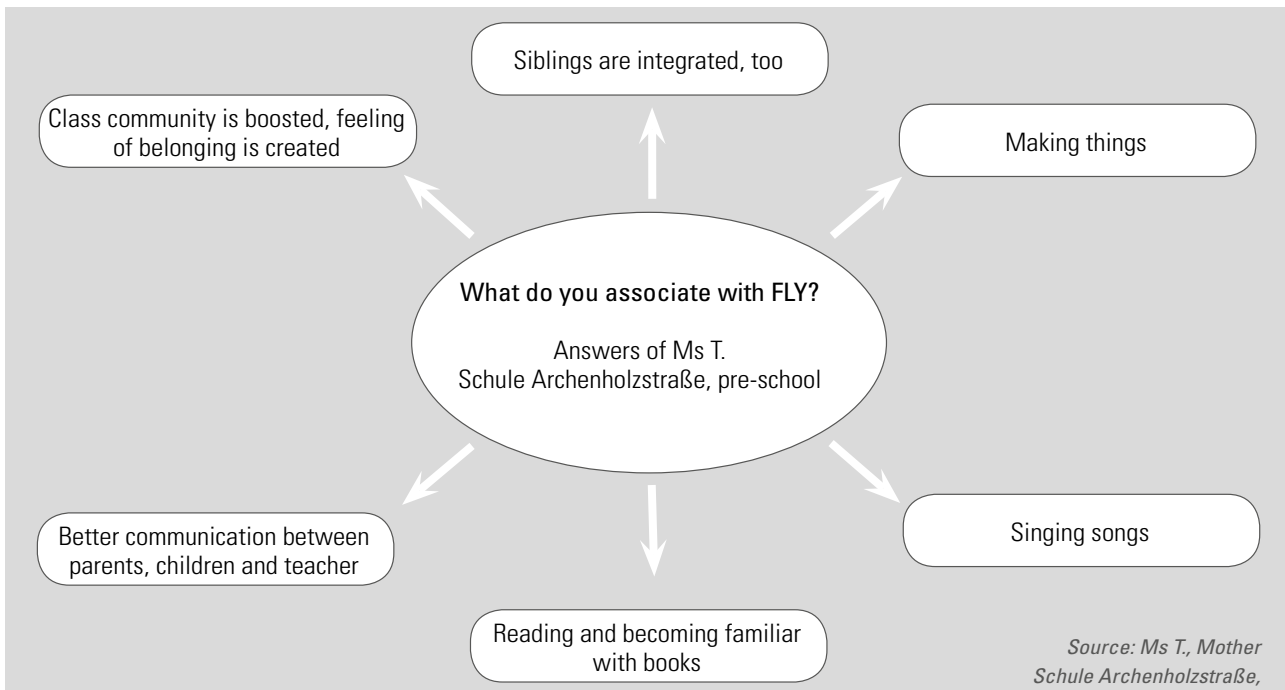 Siblings are integrated, too
Class community is boosted, feeling
of belonging is created
Making things
What do you associate with FLY?
Answers of Ms T.
Schule Archenholzstraße, pre-school
Better communication between
parents, children and teacher
Singing songs
Reading and becoming familiar
with books
Source: Ms T., Mother
Schule Archenholzstraße,